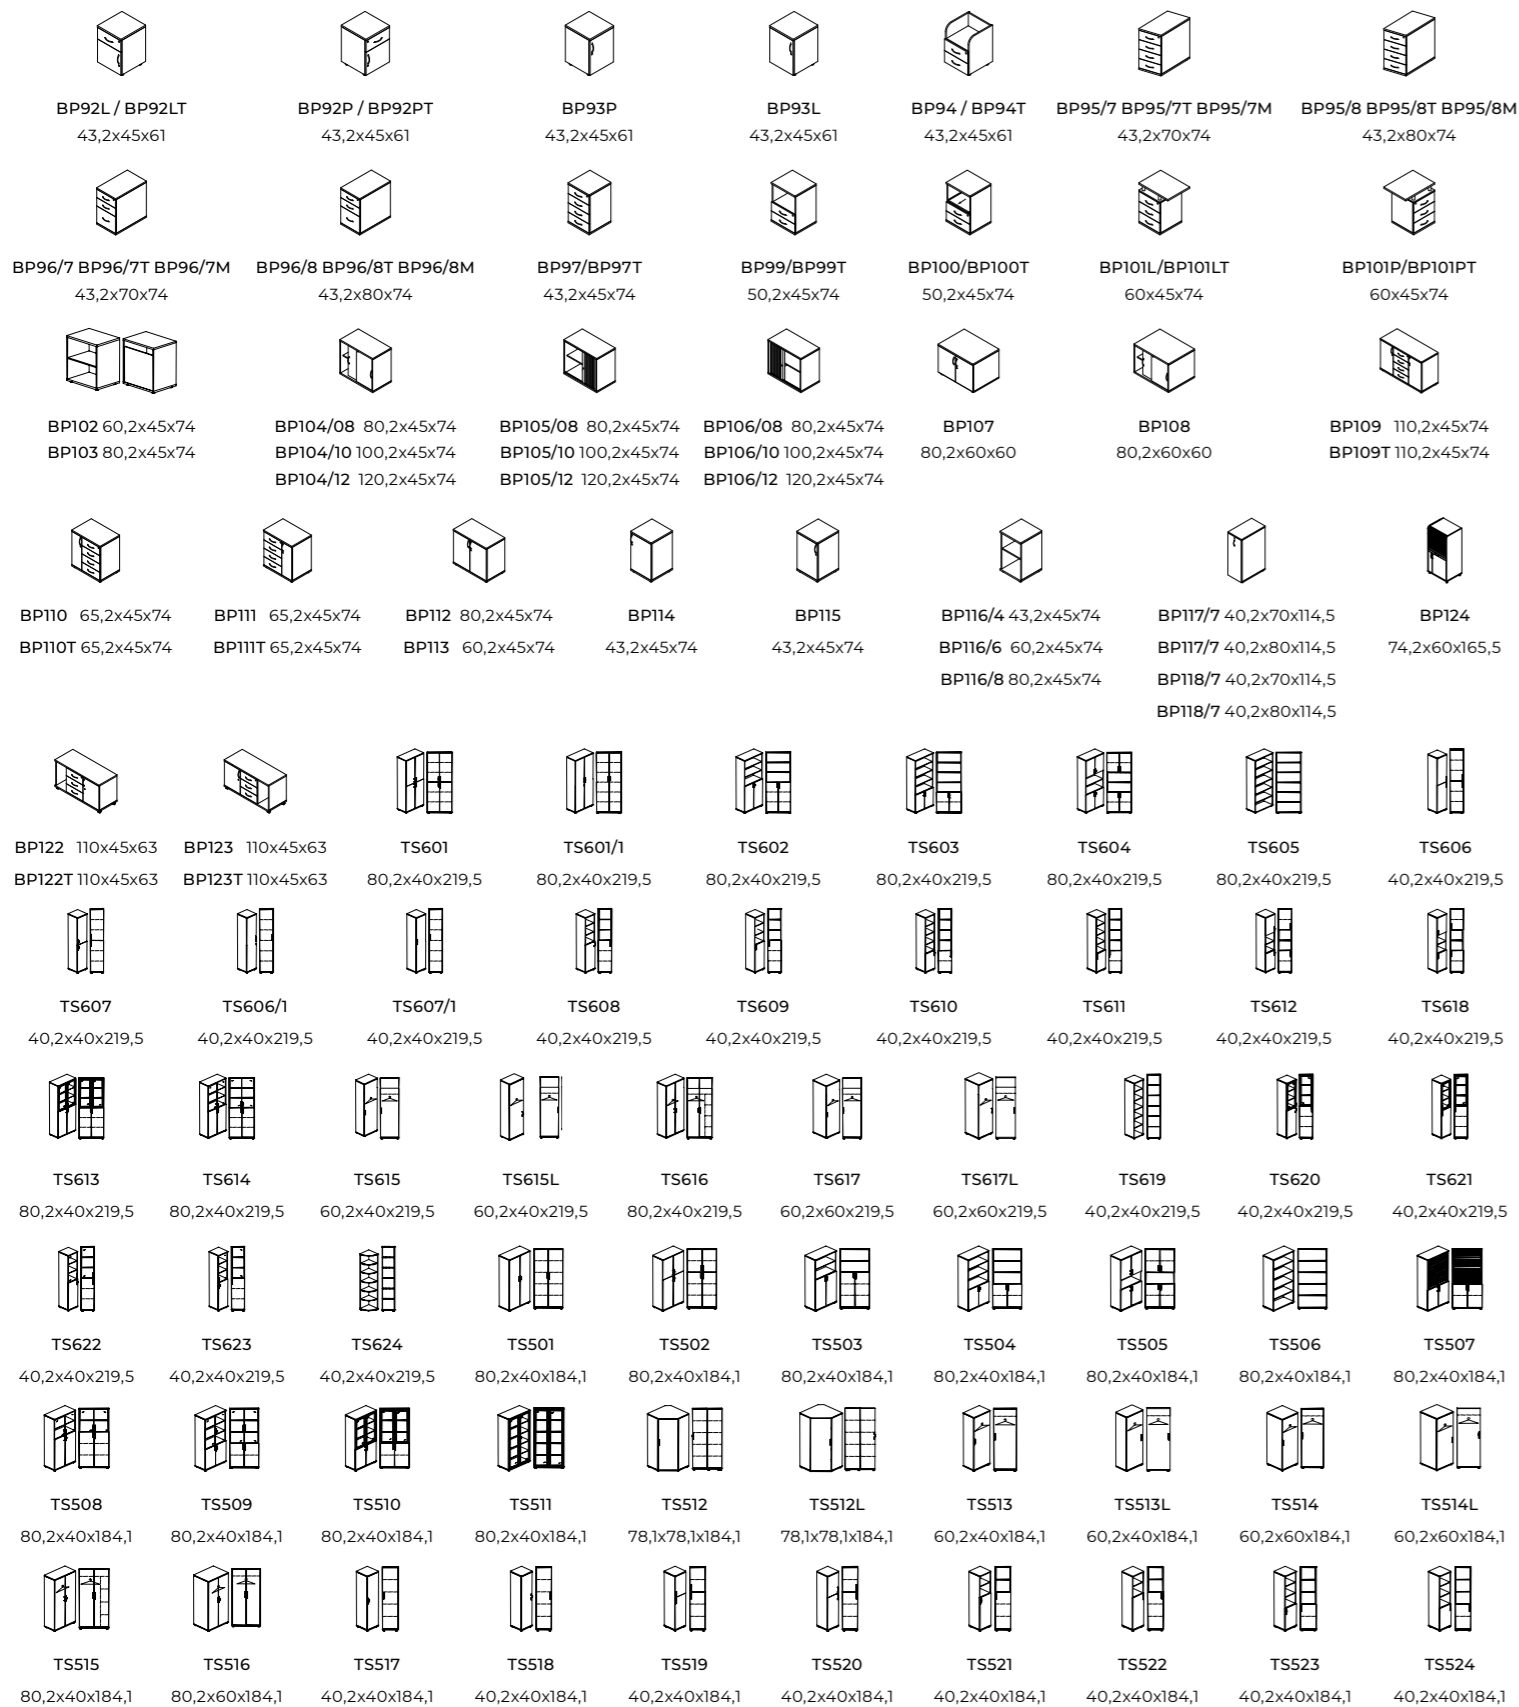 BP92L / BP92LT BP92P / BP92PT BP93P BP93L BP94 / BP94T BP95/7 BP95/7T BP95/7M BP95/8 BP95/8T BP95/8M
43,2x45x61 43,2x45x61 43,2x45x61 43,2x45x61 43,2x45x61 43,2x70x74 43,2x80x74
BP96/7 BP96/7T BP96/7M BP96/8 BP96/8T BP96/8M BP97/BP97T BP99/BP99T BP100/BP100T BP101L/BP101LT BP101P/BP101PT
43,2x70x74 43,2x80x74 43,2x45x74 50,2x45x74 50,2x45x74 60x45x74 60x45x74
BP102 60,2x45x74 BP104/08 80,2x45x74 BP105/08 80,2x45x74 BP106/08 80,2x45x74 BP107 BP108 BP109 110,2x45x74
BP103 80,2x45x74 BP104/10 100,2x45x74 BP105/10 100,2x45x74 BP106/10 100,2x45x74 80,2x60x60 80,2x60x60 BP109T 110,2x45x74
BP104/12 120,2x45x74 BP105/12 120,2x45x74 BP106/12 120,2x45x74
BP110 65,2x45x74 BP111 65,2x45x74 BP112 80,2x45x74 BP114 BP115 BP116/4 43,2x45x74 BP117/7 40,2x70x114,5 BP124
BP110T 65,2x45x74 BP111T 65,2x45x74 BP113 60,2x45x74 43,2x45x74 43,2x45x74 BP116/6 60,2x45x74 BP117/7 40,2x80x114,5 74,2x60x165,5
BP116/8 80,2x45x74 BP118/7 40,2x70x114,5
BP118/7 40,2x80x114,5
BP122 110x45x63 BP123 110x45x63 TS601 TS601/1 TS602 TS603 TS604 TS605 TS606
BP122T 110x45x63 BP123T 110x45x63 80,2x40x219,5 80,2x40x219,5 80,2x40x219,5 80,2x40x219,5 80,2x40x219,5 80,2x40x219,5 40,2x40x219,5
TS607 TS606/1 TS607/1 TS608 TS609 TS610 TS611 TS612 TS618
40,2x40x219,5 40,2x40x219,5 40,2x40x219,5 40,2x40x219,5 40,2x40x219,5 40,2x40x219,5 40,2x40x219,5 40,2x40x219,5 40,2x40x219,5
TS613 TS614 TS615 TS615L TS616 TS617 TS617L TS619 TS620 TS621
80,2x40x219,5 80,2x40x219,5 60,2x40x219,5 60,2x40x219,5 80,2x40x219,5 60,2x60x219,5 60,2x60x219,5 40,2x40x219,5 40,2x40x219,5 40,2x40x219,5
TS622 TS623 TS624 TS501 TS502 TS503 TS504 TS505 TS506 TS507
40,2x40x219,5 40,2x40x219,5 40,2x40x219,5 80,2x40x184,1 80,2x40x184,1 80,2x40x184,1 80,2x40x184,1 80,2x40x184,1 80,2x40x184,1 80,2x40x184,1
TS508 TS509 TS510 TS511 TS512 TS512L TS513 TS513L TS514 TS514L
80,2x40x184,1 80,2x40x184,1 80,2x40x184,1 80,2x40x184,1 78,1x78,1x184,1 78,1x78,1x184,1 60,2x40x184,1 60,2x40x184,1 60,2x60x184,1 60,2x60x184,1
TS515 TS516 TS517 TS518 TS519 TS520 TS521 TS522 TS523 TS524
80,2x40x184,1 80,2x60x184,1 40,2x40x184,1 40,2x40x184,1 40,2x40x184,1 40,2x40x184,1 40,2x40x184,1 40,2x40x184,1 40,2x40x184,1 40,2x40x184,1